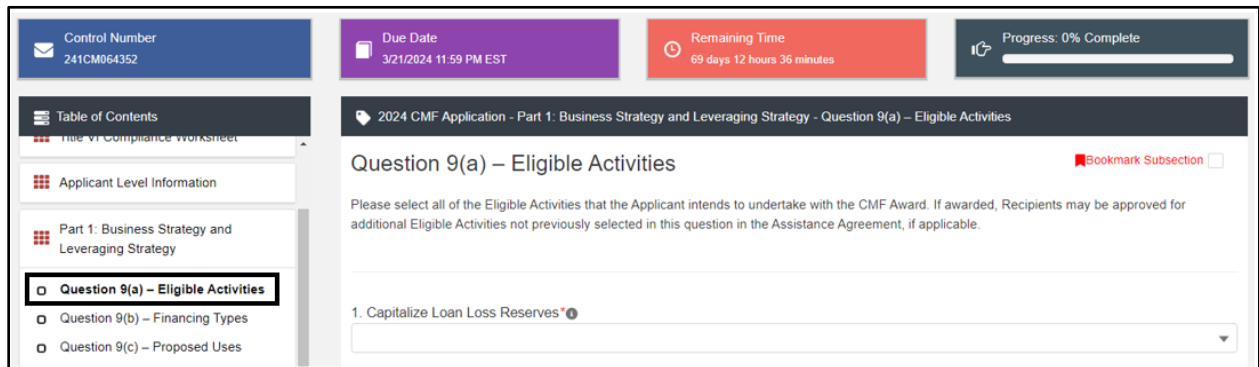 Control Number
241CM064352
Due Date
3/21/2024 11:59 PM EST
Remaining Time
69 days 12 hours 36 minutes
Progress: 0% Complete
Table of Contents
Title VI Compliance Worksheet
Applicant Level Information
Part 1: Business Strategy and
Leveraging Strategy
Question 9(a) – Eligible Activities
Question 9(b) – Financing Types
Question 9(c) – Proposed Uses
2024 CMF Application - Part 1: Business Strategy and Leveraging Strategy - Question 9(a) – Eligible Activities
Question 9(a) – Eligible Activities
Bookmark Subsection
Please select all of the Eligible Activities that the Applicant intends to undertake with the CMF Award. If awarded, Recipients may be approved for
additional Eligible Activities not previously selected in this question in the Assistance Agreement, if applicable.
1. Capitalize Loan Loss Reserves*